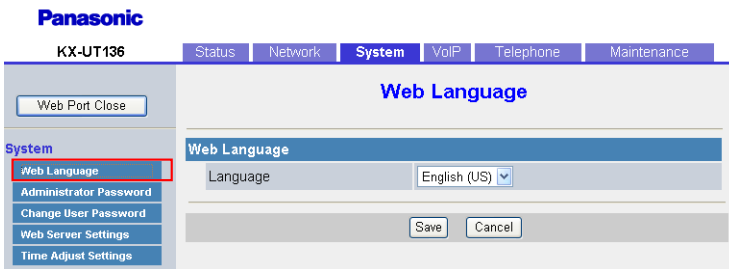 Panasonic
KX-UT136
Status Network System VoIP Telephone Maintenance
Web Port Close
Web Language
System
Web Language
Administrator Password
Change User Password
Web Server Settings
Time Adjust Settings
Web Language
Language English (US)
Save Cancel